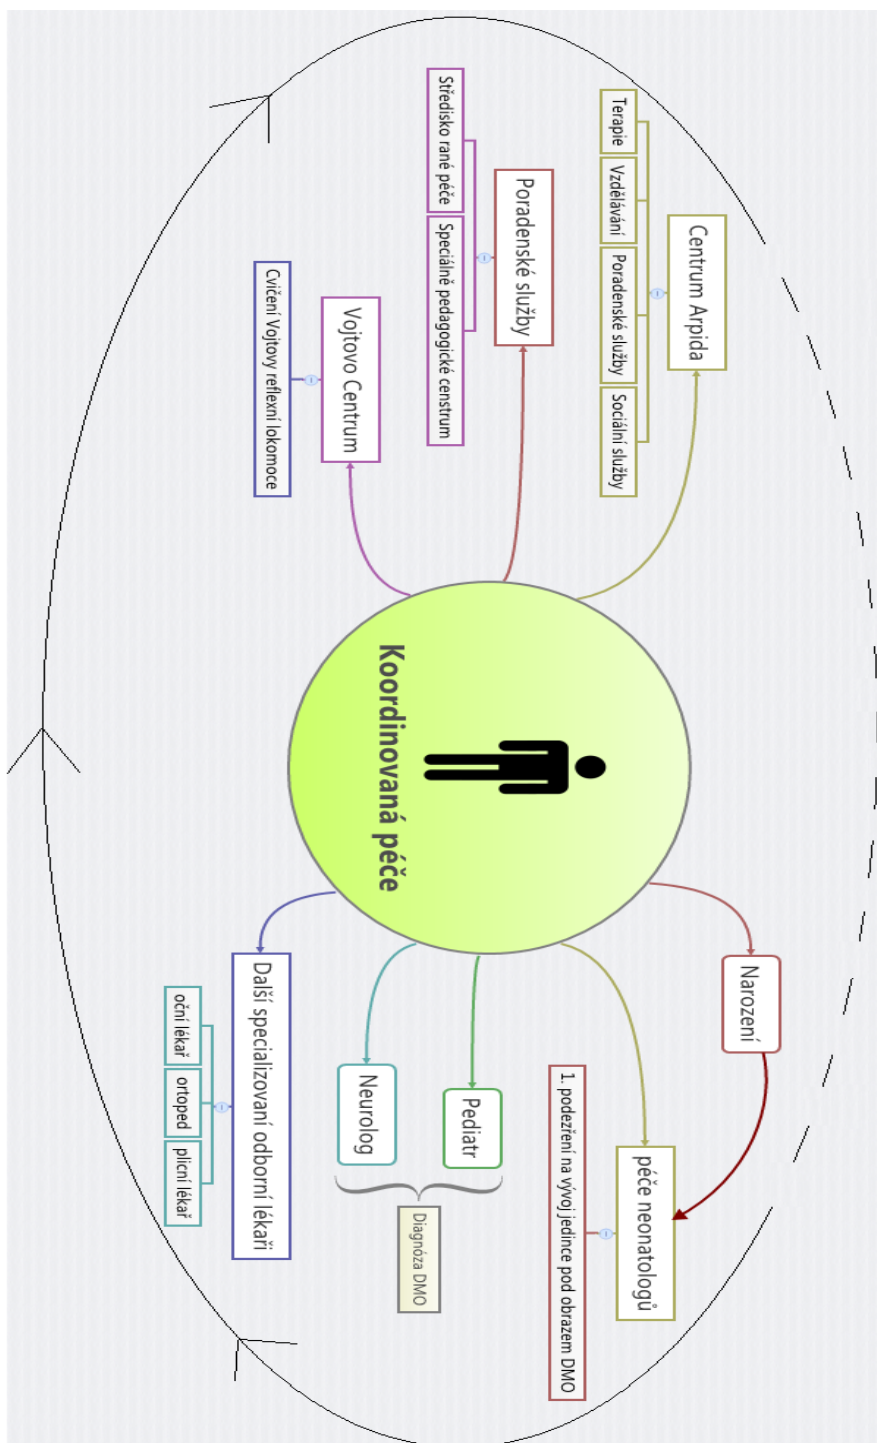 Narození
péče neonatologů
1. podezření na vývoj jedince pod obrazem DMO
Pediatr
Neurolog
Diagnóza DMO
Další specializovaní odborní lékaři
oční lékař
ortoped
plicní lékař
Koordinovaná péče
Centrum Arpida
Terapie
Vzdělávání
Poradenské služby
Sociální služby
Poradenské služby
Středisko rané péče
Speciálně pedagogické censtrum
Vojtovo Centrum
Cvičení Vojtovy reflexní lokomoce